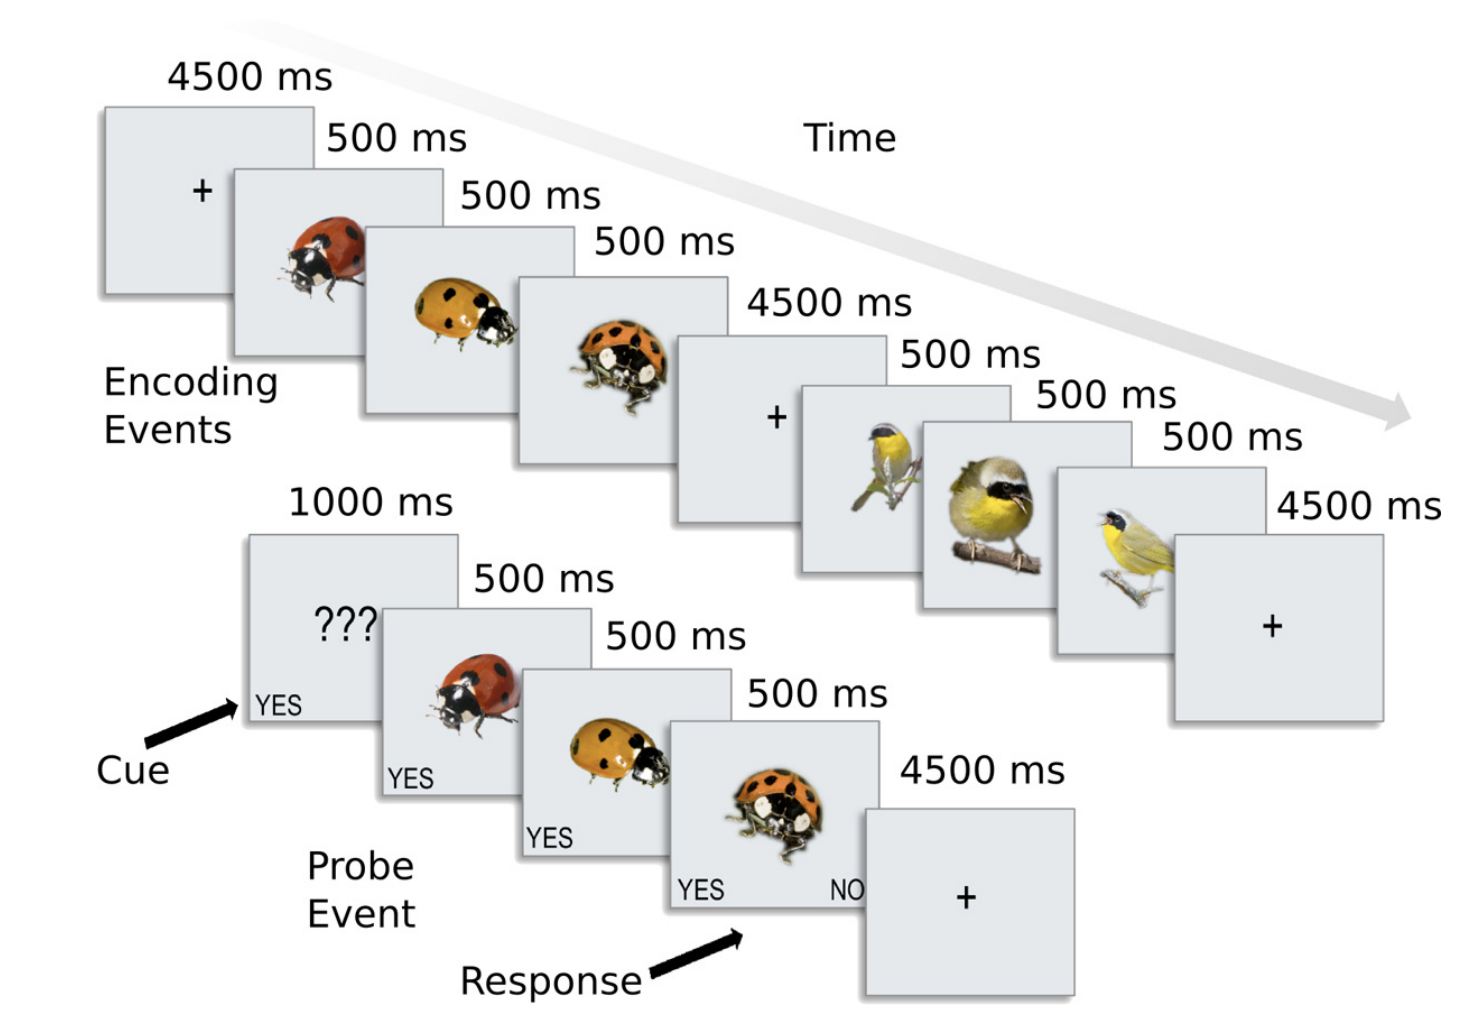 4500 ms
500 ms
Time
500 ms
500 ms
4500 ms
500 ms
Encoding
Events
500 ms
500 ms
4500 ms
1000 ms
???
YES
500 ms
YES
500 ms
YES
500 ms
YES NO
4500 ms
Cue
Probe
Event
Response